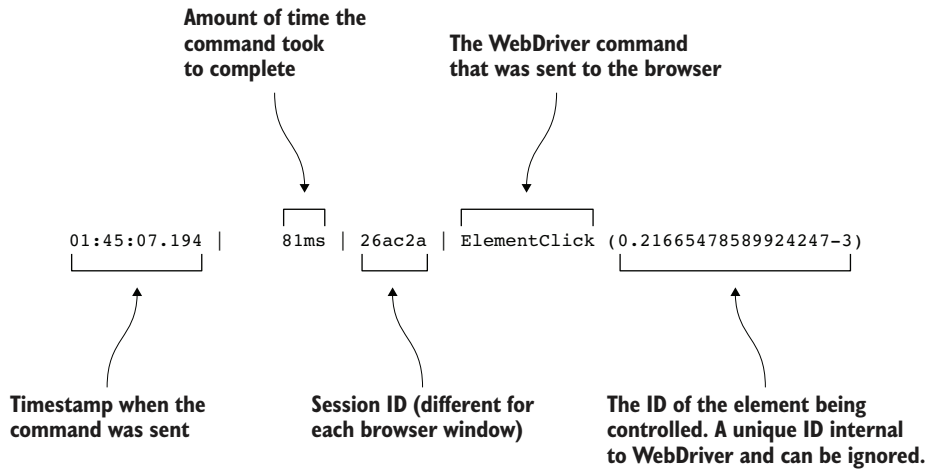 Amount of time the
command took
to complete
The WebDriver command
that was sent to the browser
01:45:07.194 | 81ms | 26ac2a | ElementClick (0.21665478589924247-3)
Timestamp when the
command was sent
Session ID (different for
each browser window)
The ID of the element being
controlled. A unique ID internal
to WebDriver and can be ignored.